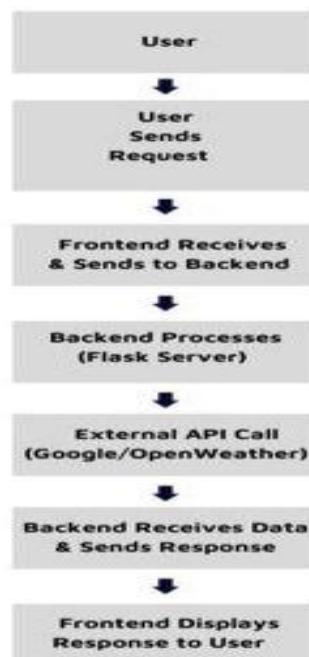 User
User
Sends
Request
Frontend Receives
& Sends to Backend
Backend Processes
(Flask Server)
External API Call
(Google/OpenWeather)
Backend Receives Data
& Sends Response
Frontend Displays
Response to User